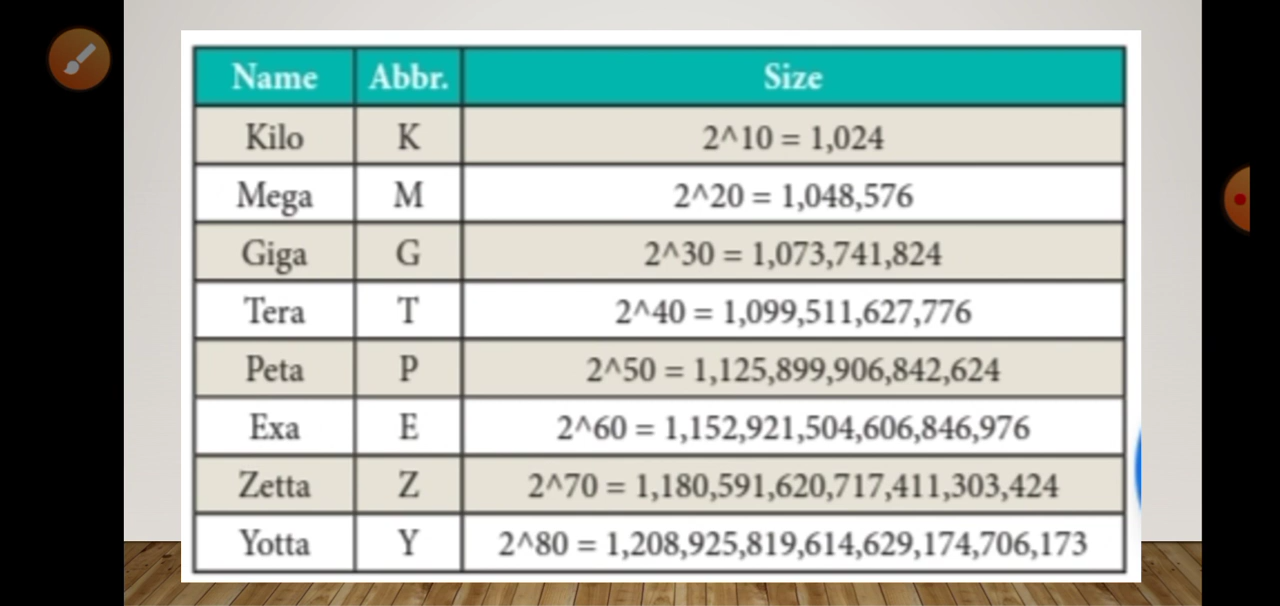 Name Abbr. Size
Kilo K 2^10 = 1,024
Mega M 2^20 = 1,048,576
Giga G 2^30 = 1,073,741,824
Tera T 2^40 = 1,099,511,627,776
Peta P 2^50 = 1,125,899,906,842,624
Exa E 2^60 = 1,152,921,504,606,846,976
Zetta Z 2^70 = 1,180,591,620,717,411,303,424
Yotta Y 2^80 = 1,208,925,819,614,629,174,706,173